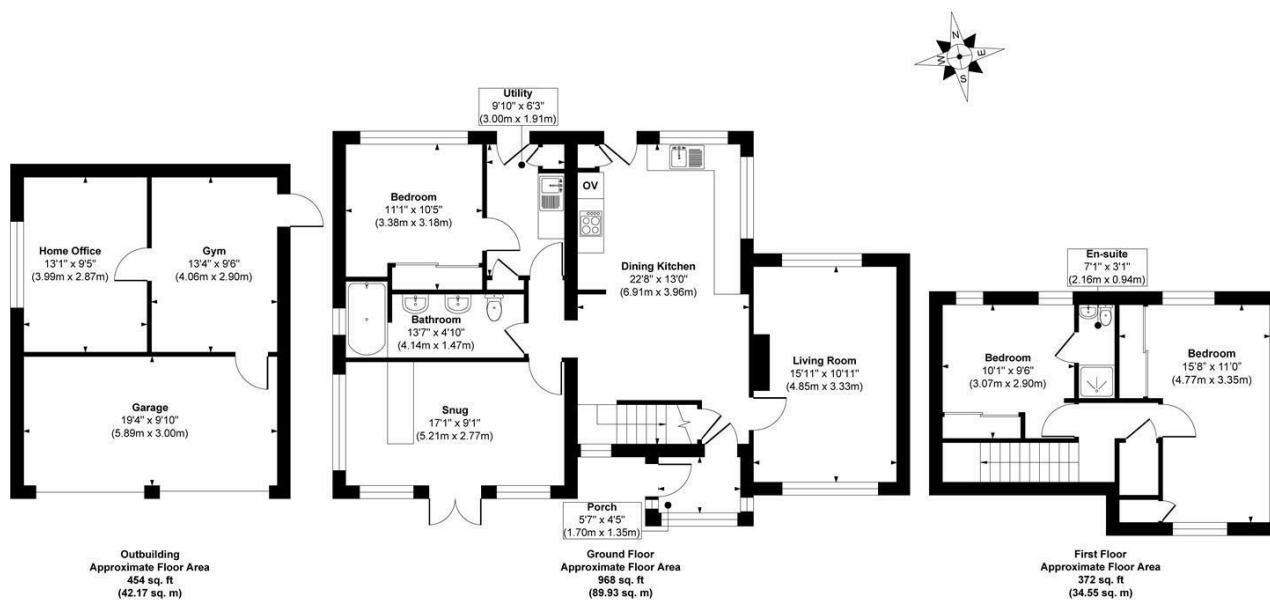 N
E
S
W
Utility
9'10" x 6'3"
(3.00m x 1.91m)
Home Office
13'1" x 9'5"
(3.99m x 2.87m)
Gym
13'4" x 9'6"
(4.06m x 2.90m)
Garage
19'4" x 9'10"
(5.89m x 3.00m)
Outbuilding
Approximate Floor Area
454 sq. ft
(42.17 sq. m)
Bedroom
11'1" x 10'5"
(3.38m x 3.18m)
OV
Dining Kitchen
22'8" x 13'0"
(6.91m x 3.96m)
Bathroom
13'7" x 4'10"
(4.14m x 1.47m)
Living Room
15'11" x 10'11"
(4.85m x 3.33m)
Snug
17'1" x 9'1"
(5.21m x 2.77m)
Porch
5'7" x 4'5"
(1.70m x 1.35m)
Ground Floor
Approximate Floor Area
968 sq. ft
(89.93 sq. m)
En-suite
7'1" x 3'1"
(2.16m x 0.94m)
Bedroom
10'1" x 9'6"
(3.07m x 2.90m)
Bedroom
15'8" x 11'0"
(4.77m x 3.35m)
First Floor
Approximate Floor Area
372 sq. ft
(34.55 sq. m)